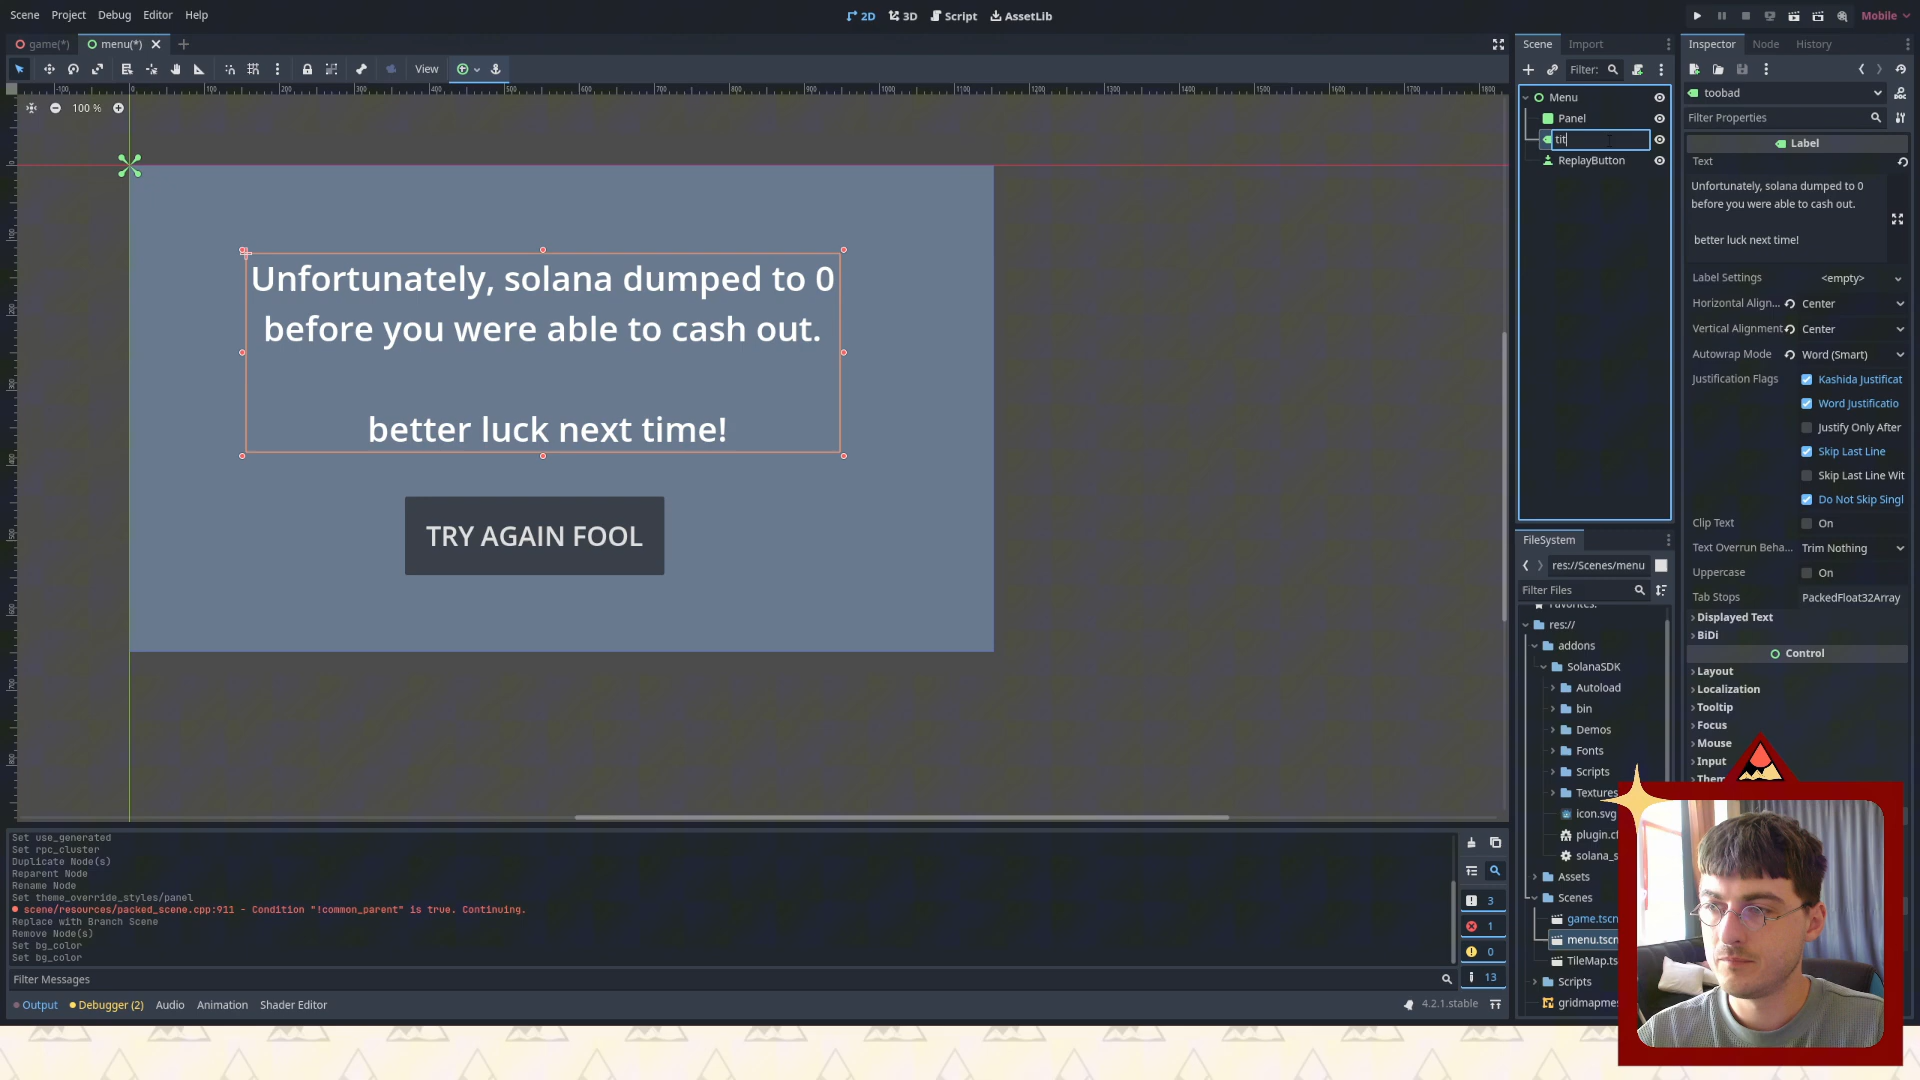 Scene Project Debug Editor Help
2D 3D Script AssetLib
Mobile
game(*) menu(*)
View
100 %
Unfortunately, solana dumped to 0
before you were able to cash out.
better luck next time!
TRY AGAIN FOOL
Set use_generated
Set rpc_cluster
Duplicate Node(s)
Reparent Node
Rename Node
Set theme_override_styles/panel
scene/resources/packed_scene.cpp:911 - Condition "!common_parent" is true. Continuing.
Replace with Branch Scene
Remove Node(s)
Set bg_color
Set bg_color
3
1
0
13
Filter Messages
Output Debugger (2) Audio Animation Shader Editor
4.2.1.stable
Scene Import
Filter:
Menu
Panel
tit
ReplayButton
FileSystem
res://Scenes/menu
Filter Files
Favorites:
res://
addons
SolanaSDK
Autoload
bin
Demos
Fonts
Scripts
Textures
icon.svg
plugin.cf
solana_s
Assets
Scenes
game.tscn
menu.tscn
TileMap.ts
Scripts
gridmapmes
Inspector Node History
toobad
Filter Properties
Label
Text
Unfortunately, solana dumped to 0
before you were able to cash out.
better luck next time!
Label Settings <empty>
Horizontal Align... Center
Vertical Alignment Center
Autowrap Mode Word (Smart)
Justification Flags Kashida Justificat
Word Justificatio
Justify Only After
Skip Last Line
Skip Last Line Wit
Do Not Skip Singl
Clip Text On
Text Overrun Beha... Trim Nothing
Uppercase On
Tab Stops PackedFloat32Array
Displayed Text
BiDi
Control
Layout
Localization
Tooltip
Focus
Mouse
Input